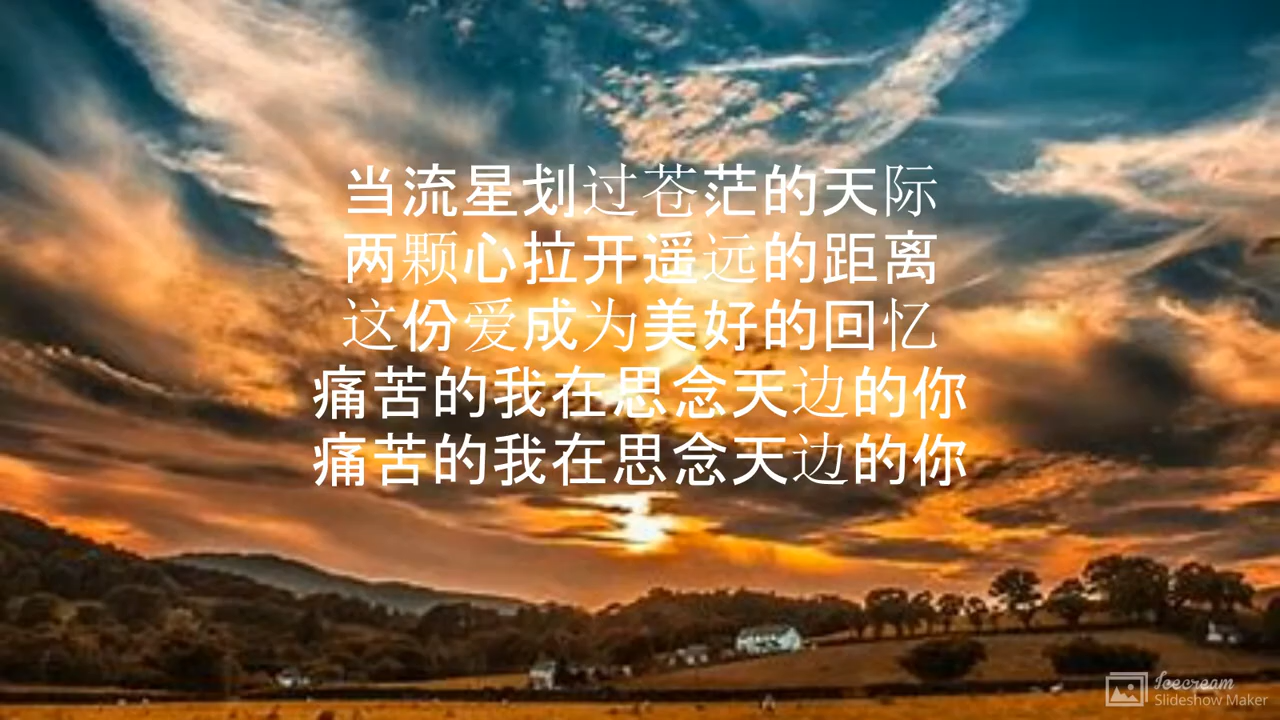 当流星划过苍茫的天际
两颗心拉开遥远的距离
这份爱成为美好的回忆
痛苦的我在思念天边的你
痛苦的我在思念天边的你
Icecream
Slideshow Maker